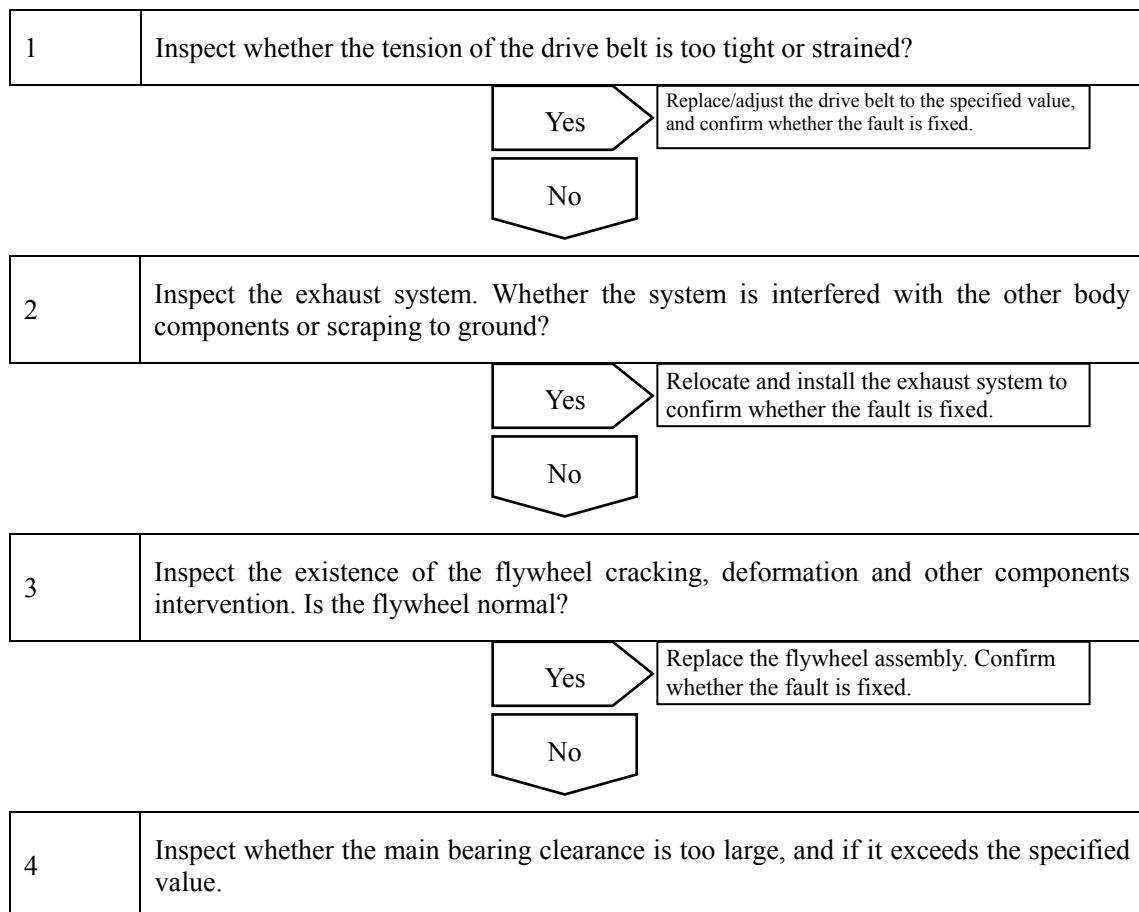 1
Inspect whether the tension of the drive belt is too tight or strained?
Yes
Replace/adjust the drive belt to the specified value,
and confirm whether the fault is fixed.
No
2
Inspect the exhaust system. Whether the system is interfered with the other body
components or scraping to ground?
Yes
Relocate and install the exhaust system to
confirm whether the fault is fixed.
No
3
Inspect the existence of the flywheel cracking, deformation and other components
intervention. Is the flywheel normal?
Yes
Replace the flywheel assembly. Confirm
whether the fault is fixed.
No
4
Inspect whether the main bearing clearance is too large, and if it exceeds the specified
value.